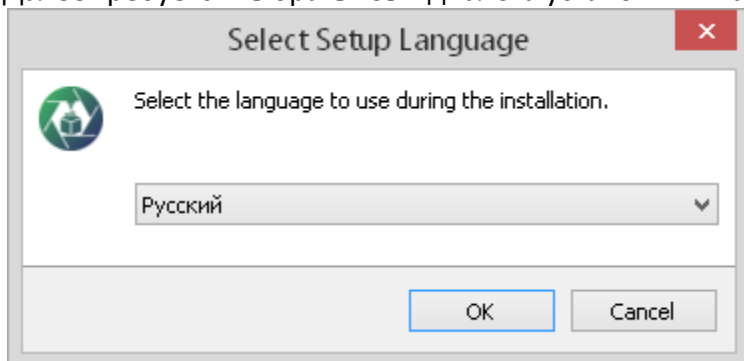 Select Setup Language
Select the language to use during the installation.
Русский
OK
Cancel